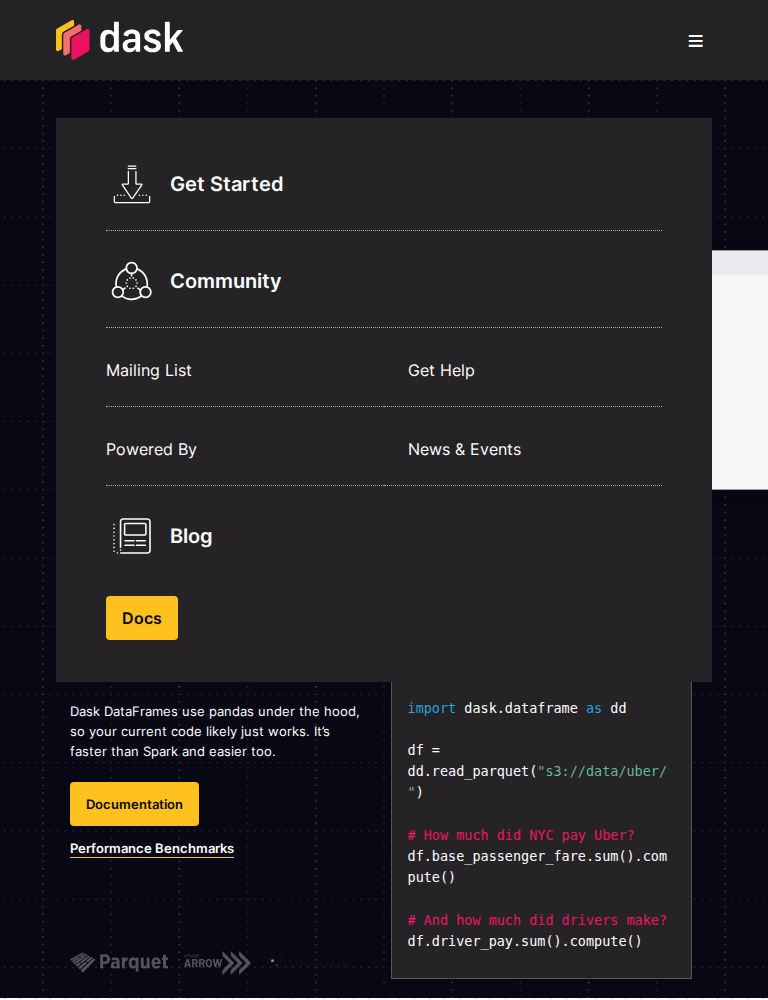 dask
Get Started
Community
Mailing List
Get Help
Powered By
News & Events
Blog
Docs
Dask DataFrames use pandas under the hood,
so your current code likely just works. It's
faster than Spark and easier too.
Documentation
Performance Benchmarks
Parquet
ARROW
import dask.dataframe as dd
df =
dd.read_parquet("s3://data/uber/
")
# How much did NYC pay Uber?
df.base_passenger_fare.sum().com
pute()
# And how much did drivers make?
df.driver_pay.sum().compute()